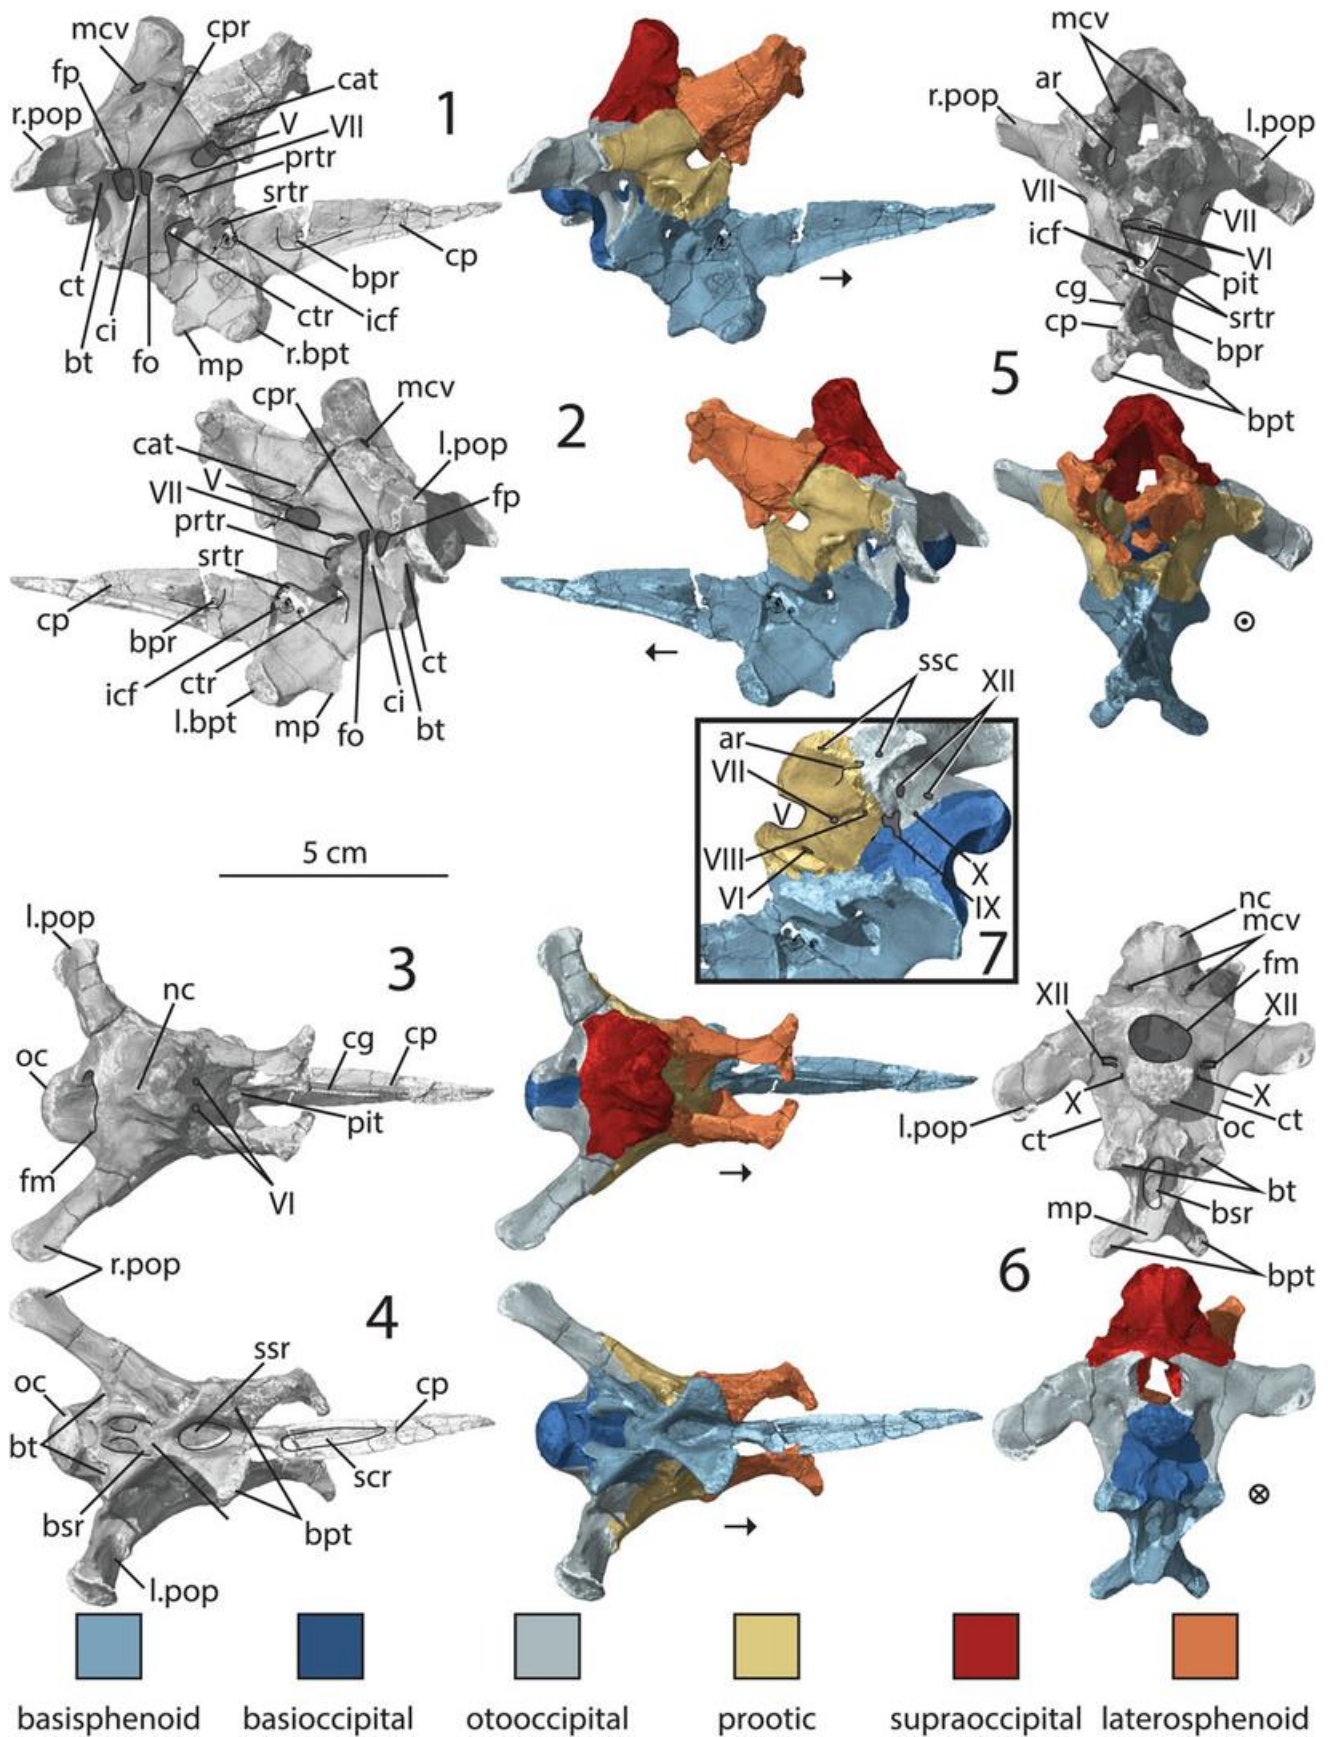 mcv
cpr
fp
cat
r.pop
V
VII
prtr
srtr
cp
bpr
icf
ctr
ct
ci
bt
fo
mp
r.bpt
1
mcv
ar
r.pop
l.pop
VII
VII
icf
VI
pit
cg
srtr
cp
bpr
bpt
5
cpr
mcv
cat
l.pop
V
VII
fp
prtr
srtr
cp
bpr
icf
ctr
l.bpt
mp
fo
ci
bt
ct
2
ssc
XII
ar
VII
V
VIII
VI
X
IX
7
5 cm
l.pop
nc
oc
cg
cp
pit
fm
VI
r.pop
3
nc
mcv
fm
XII
XII
X
X
l.pop
ct
oc
ct
bt
bsr
mp
bpt
6
4
ssr
oc
cp
bt
scr
bsr
bpt
l.pop
basisphenoid
basioccipital
otooccipital
prootic
supraoccipital
laterosphenoid